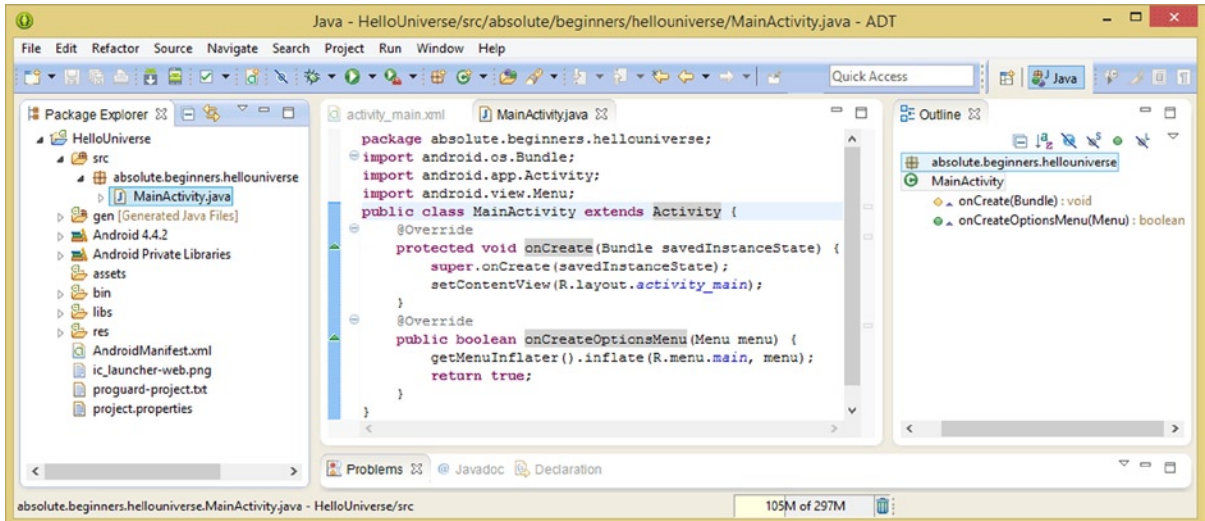 Java - HelloUniverse/src/absolute/beginners/hellouniverse/MainActivity.java - ADT
File Edit Refactor Source Navigate Search Project Run Window Help
Quick Access
Java
Package Explorer
HelloUniverse
src
absolute.beginners.hellouniverse
MainActivity.java
gen [Generated Java Files]
Android 4.4.2
Android Private Libraries
assets
bin
libs
res
AndroidManifest.xml
ic_launcher-web.png
proguard-project.txt
project.properties
activity_main.xml
MainActivity.java
package absolute.beginners.hellouniverse;
import android.os.Bundle;
import android.app.Activity;
import android.view.Menu;
public class MainActivity extends Activity {
@Override
protected void onCreate(Bundle savedInstanceState) {
super.onCreate(savedInstanceState);
setContentView(R.layout.activity_main);
}
@Override
public boolean onCreateOptionsMenu(Menu menu) {
getMenuInflater().inflate(R.menu.main, menu);
return true;
}
}
Outline
absolute.beginners.hellouniverse
MainActivity
onCreate(Bundle) : void
onCreateOptionsMenu(Menu) : boolean
Problems
@ Javadoc
Declaration
absolute.beginners.hellouniverse.MainActivity.java - HelloUniverse/src
105M of 297M